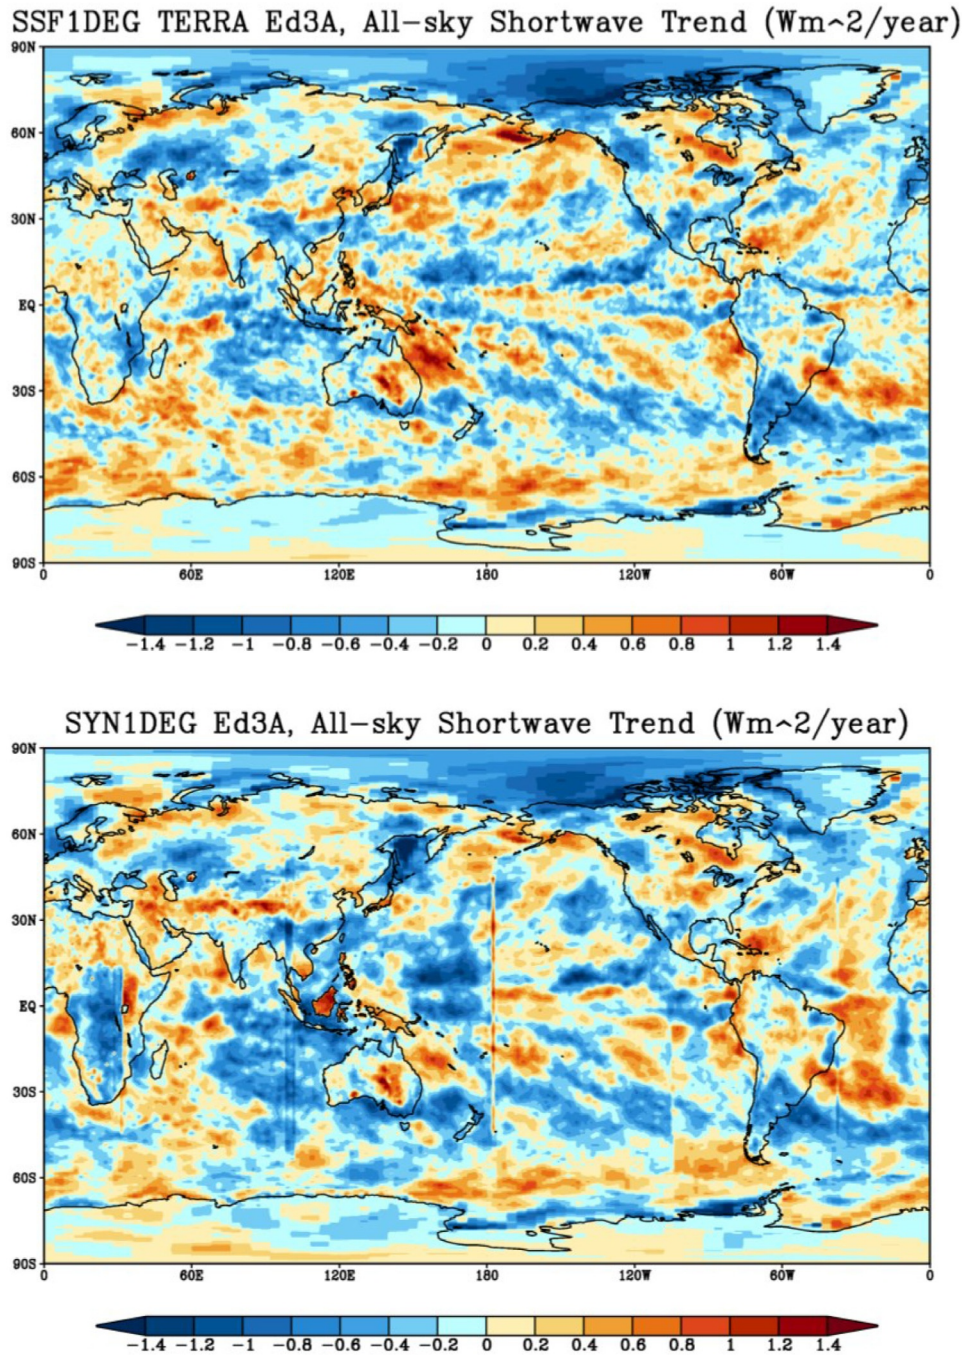 SSF1DEG TERRA Ed3A, All-sky Shortwave Trend (Wm^2/year)
90N
60N
30N
EQ
30S
60S
90S
0 60E 120E 180 120W 60W 0
-1.4 -1.2 -1 -0.8 -0.6 -0.4 -0.2 0 0.2 0.4 0.6 0.8 1 1.2 1.4
SYN1DEG Ed3A, All-sky Shortwave Trend (Wm^2/year)
90N
60N
30N
EQ
30S
60S
90S
0 60E 120E 180 120W 60W 0
-1.4 -1.2 -1 -0.8 -0.6 -0.4 -0.2 0 0.2 0.4 0.6 0.8 1 1.2 1.4